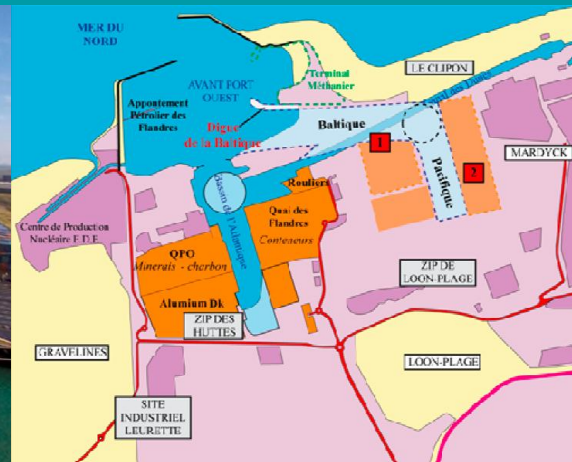 MER DU
NORD
LE CLIPON
Terminal
Méthanier
AVANT PORT
OUEST
Appontement
Pétrolier des
Flandres
Digue
de la Baltique
Baltique
1
MARDYCK
Pacifique
2
Rouliers
Bassin de l'Atlantique
Quai des
Flandres
Conteneurs
Centre de Production
Nucléaire E.D.F.
QPO
Minerais - charbon
ZIP DE
LOON-PLAGE
Alumium Dk
ZIP DES
HUTTES
GRAVELINES
LOON-PLAGE
SITE
INDUSTRIEL
LEURETTE